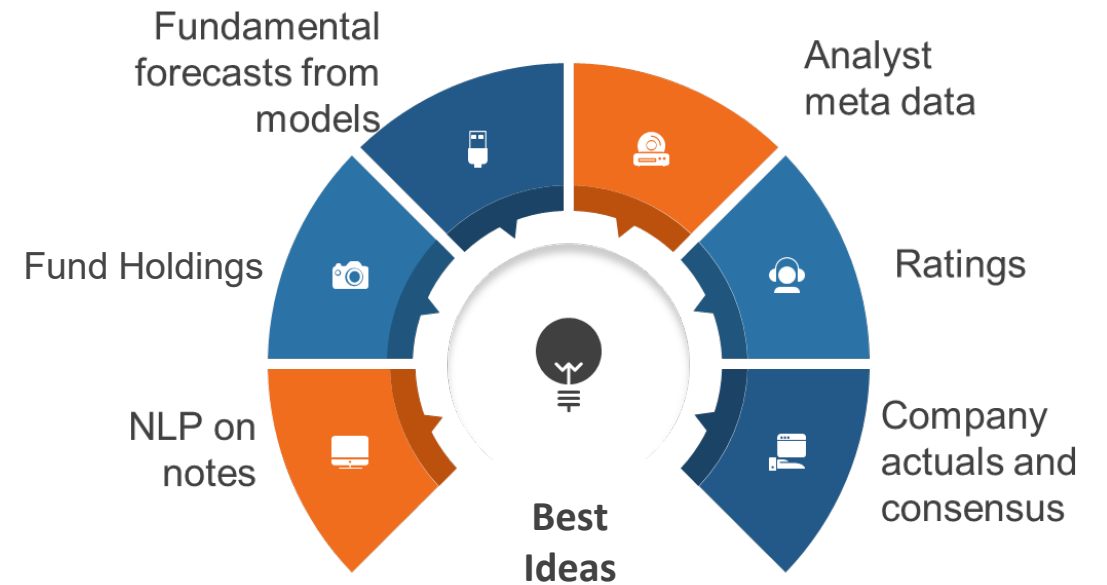 Fundamental
forecasts from
models
Analyst
meta data
Fund Holdings
Ratings
NLP on
notes
Company
actuals and
consensus
Best
Ideas